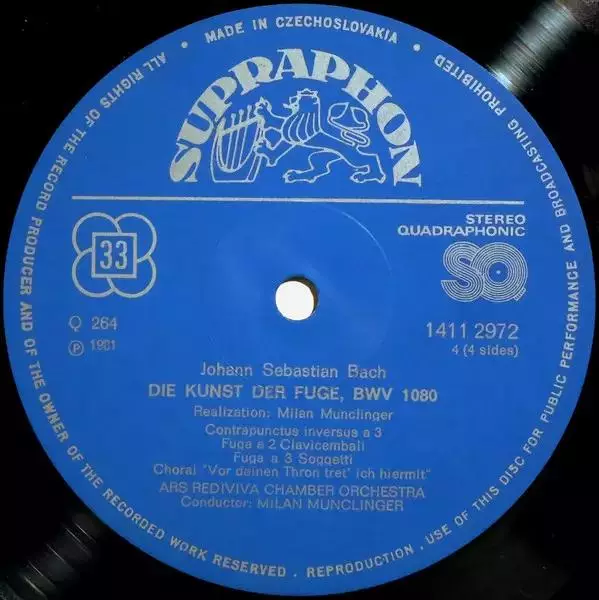 ALL RIGHTS OF THE RECORD PRODUCER AND OF THE OWNER OF THE RECORDED WORK RESERVED . REPRODUCTION . USE OF THIS DISC FOR PUBLIC PERFORMANCE AND BROADCASTING PROHIBITED
• MADE IN CZECHOSLOVAKIA •
SUPRAPHON
STEREO
QUADRAPHONIC
33
SQ
Q 264
1411 2972
Ⓟ 1981
4 (4 sides)
Johann Sebastian Bach
DIE KUNST DER FUGE, BWV 1080
Realization: Milan Munclinger
Contrapunctus inversus a 3
Fuga a 2 Clavicembali
Fuga a 3 Soggetti
Choral "Vor deinen Thron tret' ich hiermit"
ARS REDIVIVA CHAMBER ORCHESTRA
Conductor: MILAN MUNCLINGER